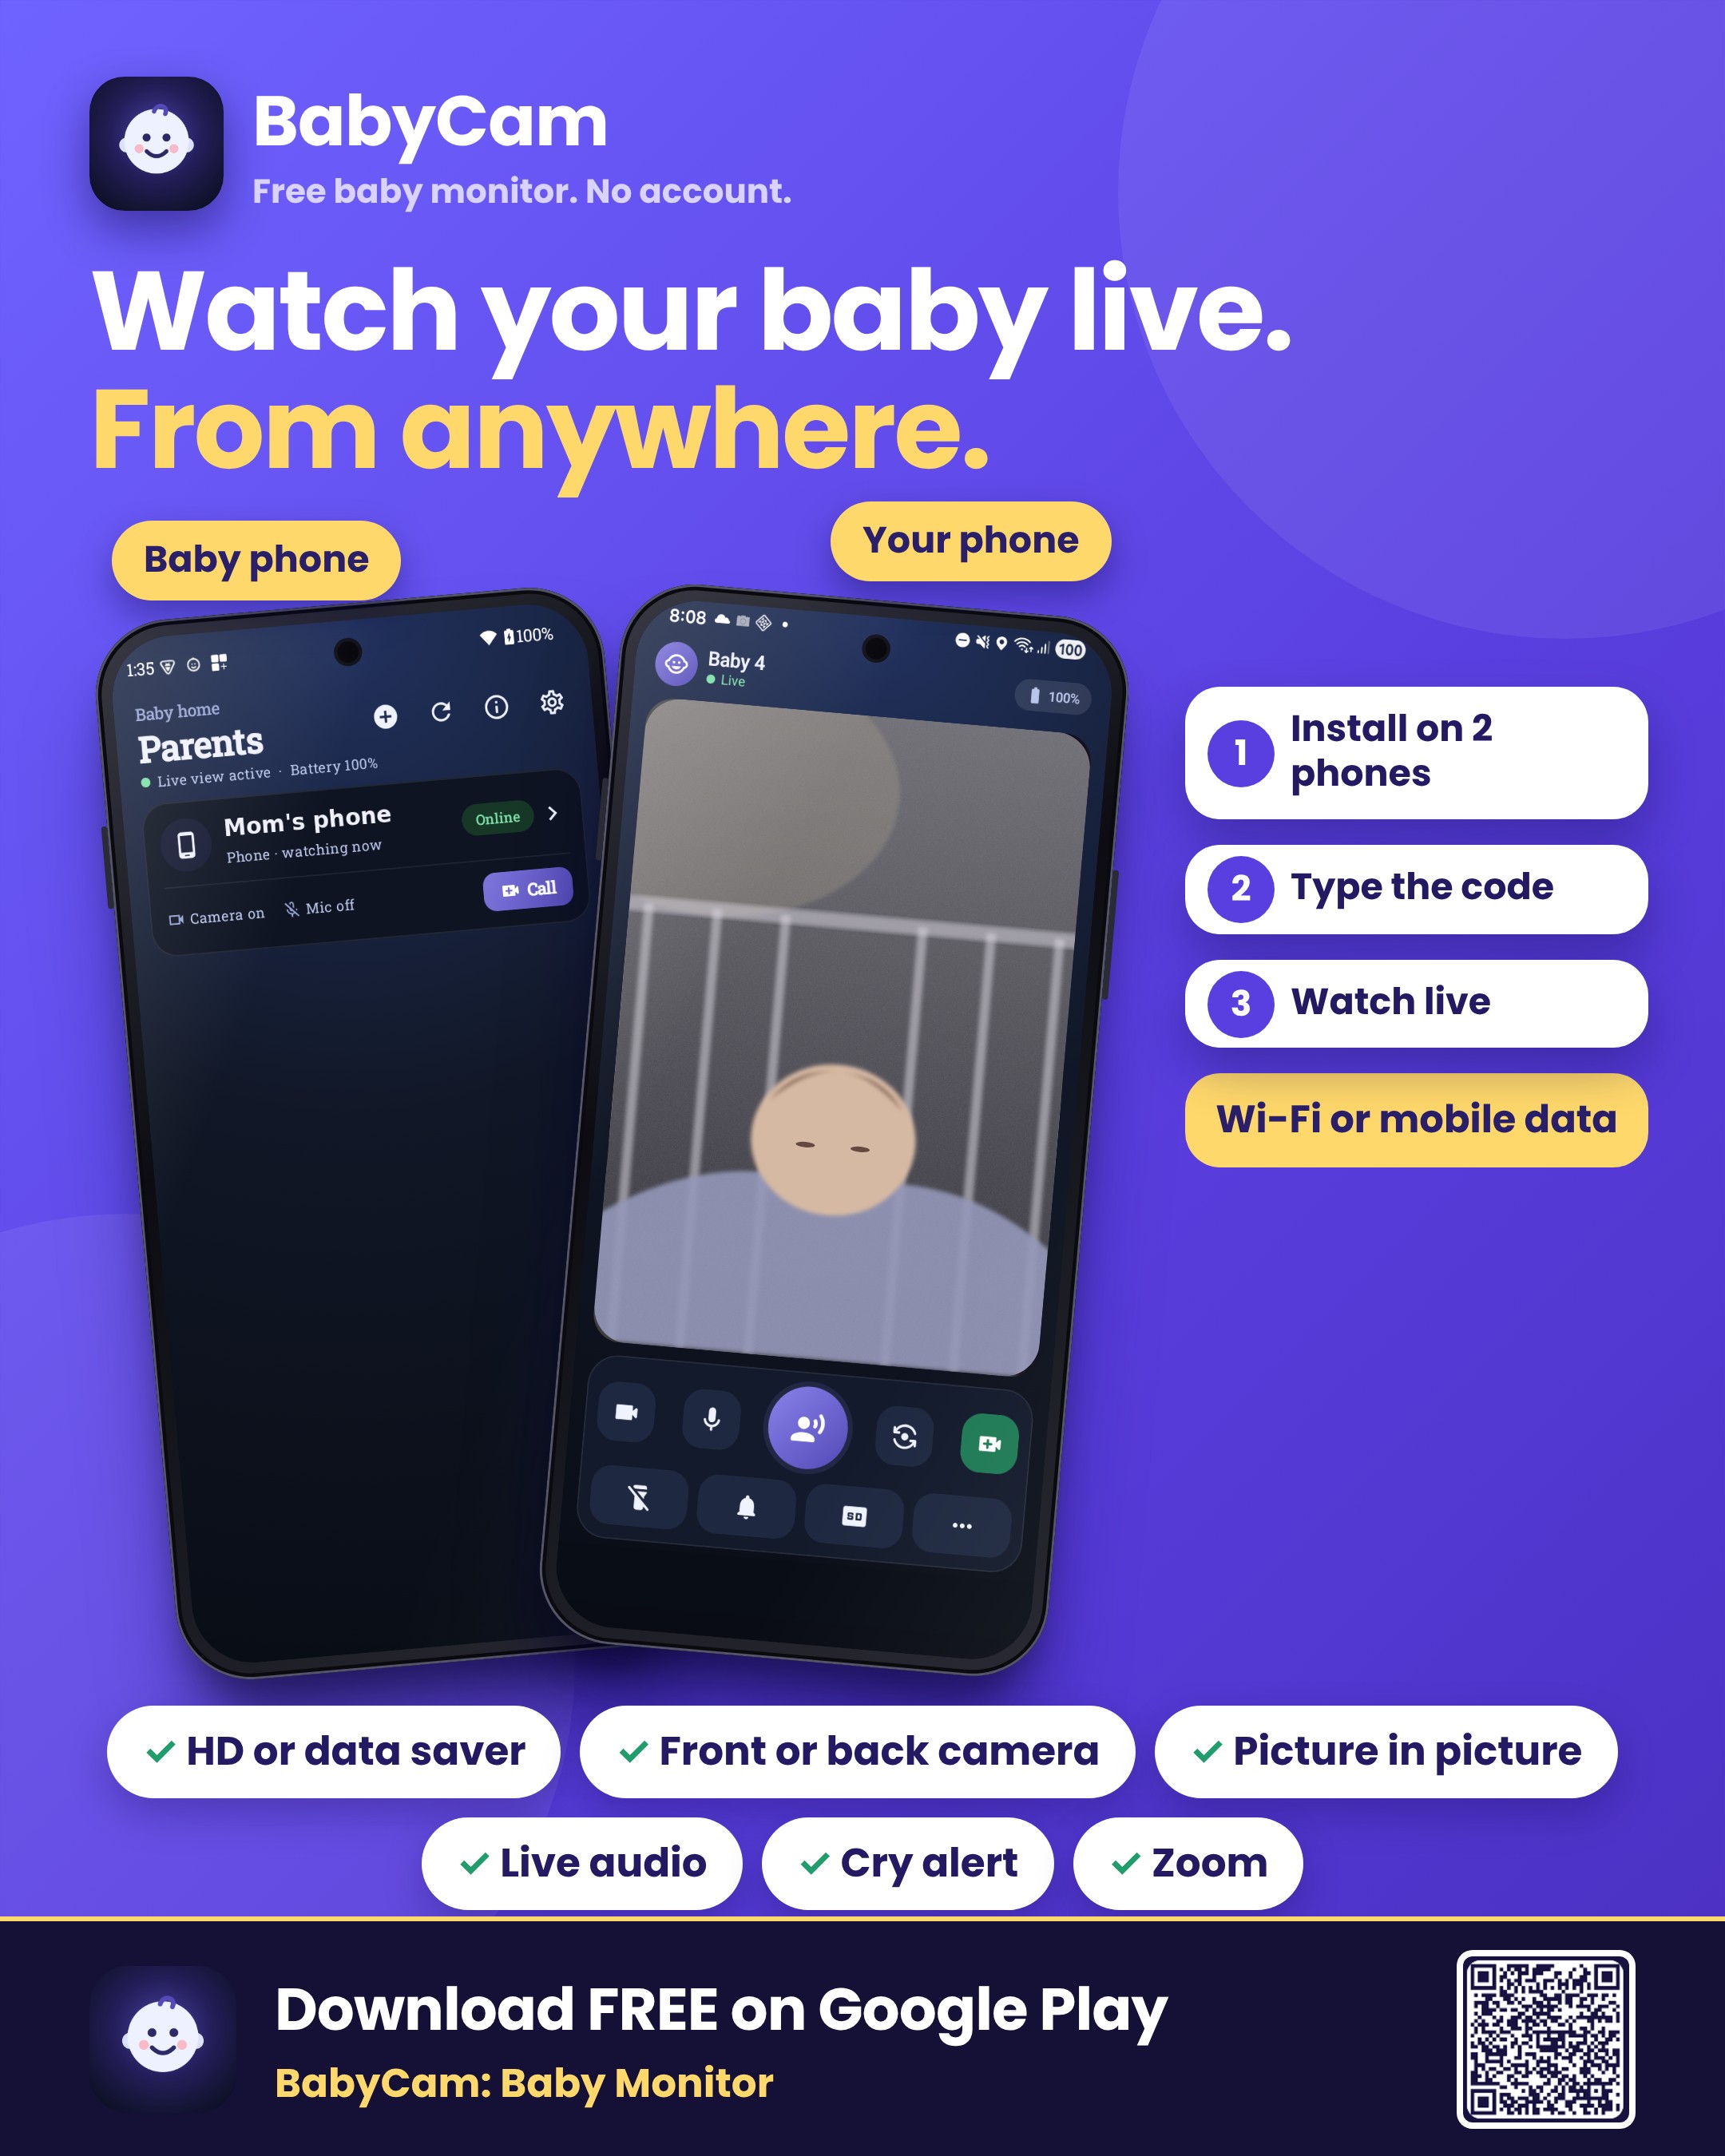 BabyCam
Free baby monitor. No account.
Watch your baby live.
From anywhere.
Baby phone
Your phone
1:35
100%
Baby home
Parents
Live view active · Battery 100%
Mom's phone
Phone · watching now
Online
Camera on
Mic off
Call
8:08
100
Baby 4
Live
100%
SD
1
Install on 2
phones
2
Type the code
3
Watch live
Wi-Fi or mobile data
HD or data saver
Front or back camera
Picture in picture
Live audio
Cry alert
Zoom
Download FREE on Google Play
BabyCam: Baby Monitor